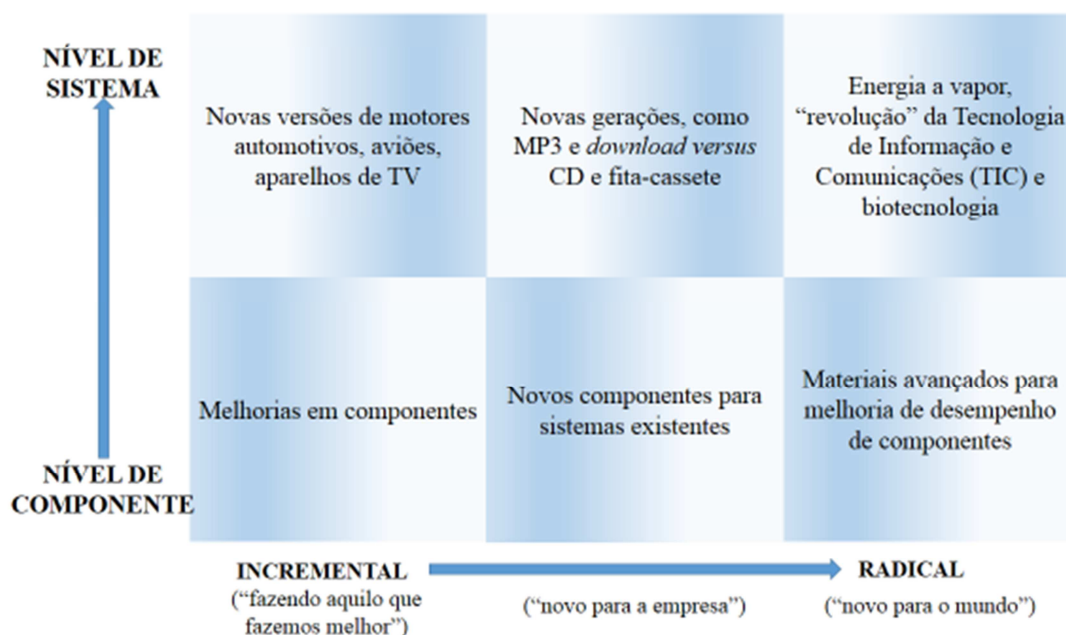 NÍVEL DE
SISTEMA
Novas versões de motores
automotivos, aviões,
aparelhos de TV
Novas gerações, como
MP3 e download versus
CD e fita-cassete
Energia a vapor,
“revolução” da Tecnologia
de Informação e
Comunicações (TIC) e
biotecnologia
Melhorias em componentes
Novos componentes para
sistemas existentes
Materiais avançados para
melhoria de desempenho
de componentes
NÍVEL DE
COMPONENTE
INCREMENTAL
(“fazendo aquilo que
fazemos melhor”)
(“novo para a empresa”)
RADICAL
(“novo para o mundo”)